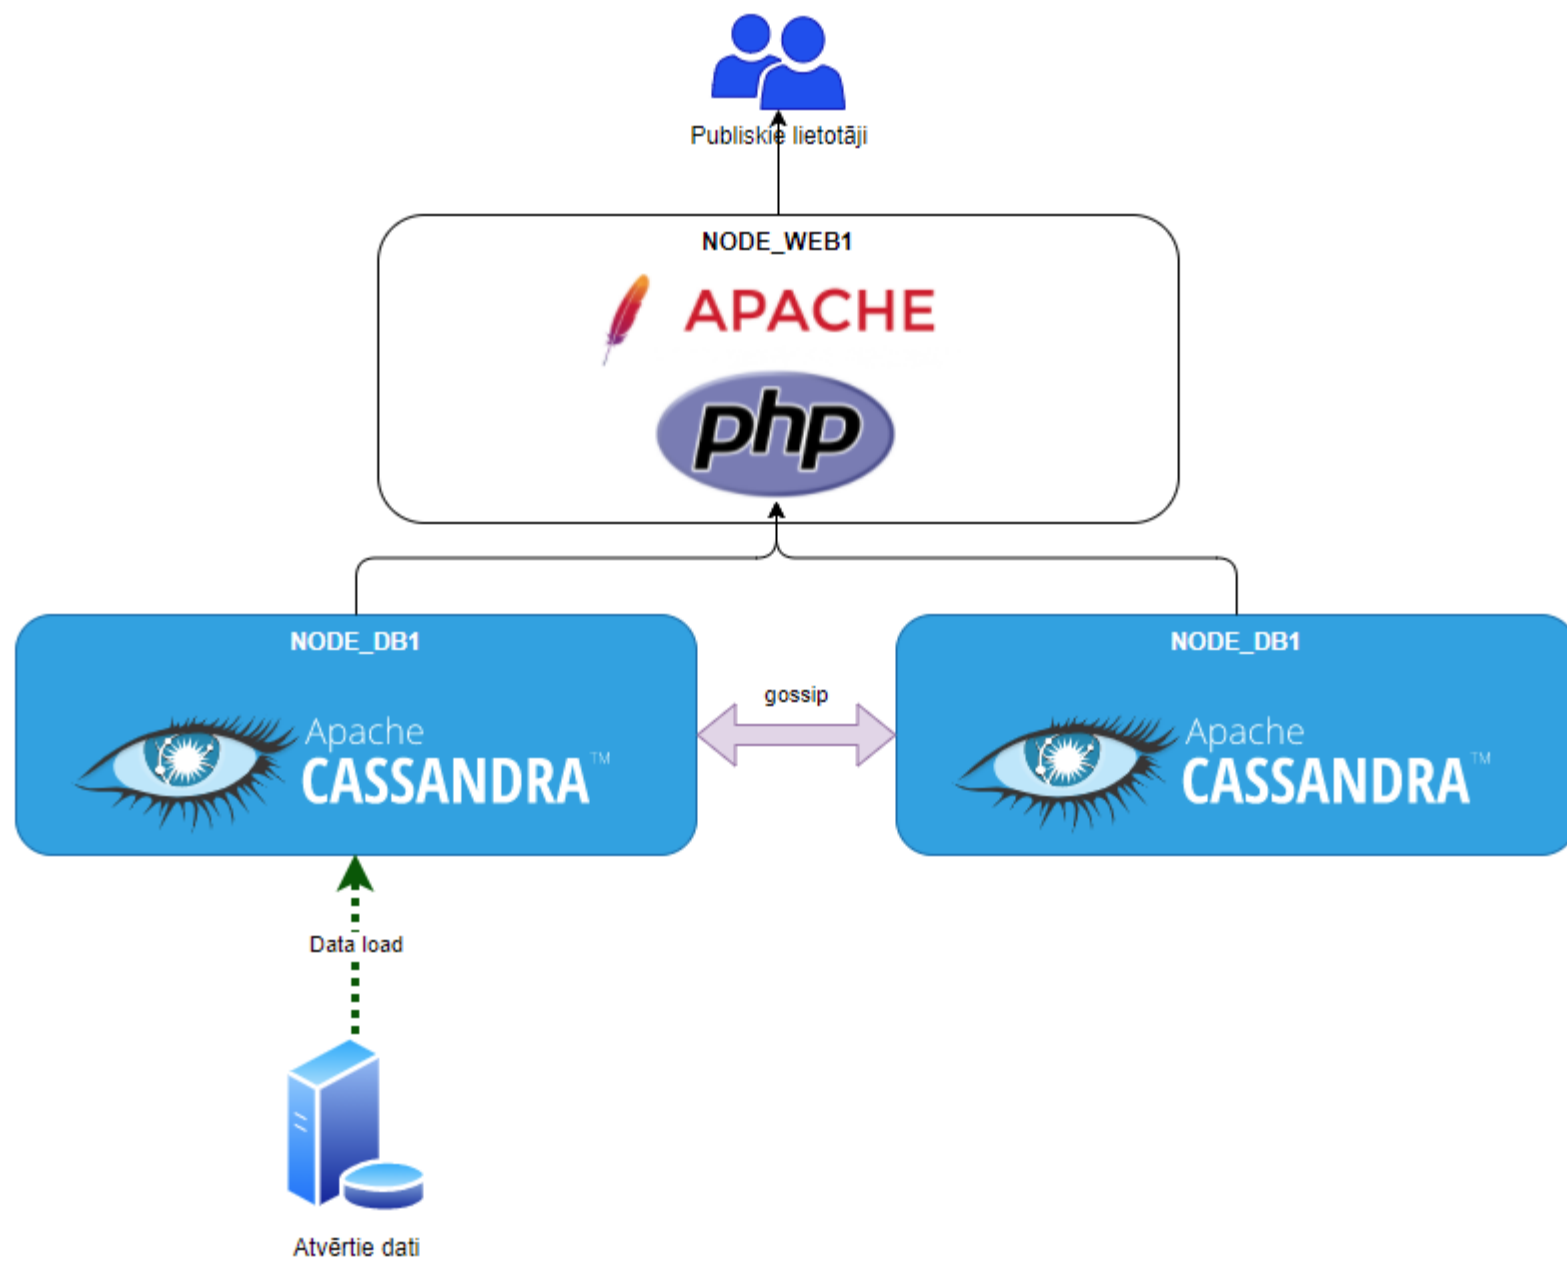 Publiskie lietotāji
NODE_WEB1
APACHE
php
NODE_DB1
Apache
CASSANDRA™
gossip
NODE_DB1
Apache
CASSANDRA™
Data load
Atvērtie dati